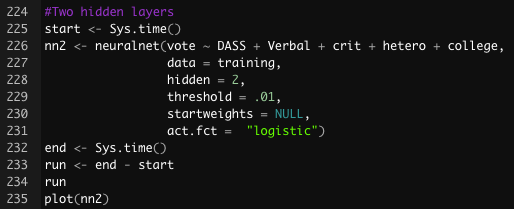 224 #Two hidden layers
225 start <- Sys.time()
226 nn2 <- neuralnet(vote ~ DASS + Verbal + crit + hetero + college,
227                  data = training,
228                  hidden = 2,
229                  threshold = .01,
230                  startweights = NULL,
231                  act.fct =  "logistic")
232 end <- Sys.time()
233 run <- end - start
234 run
235 plot(nn2)